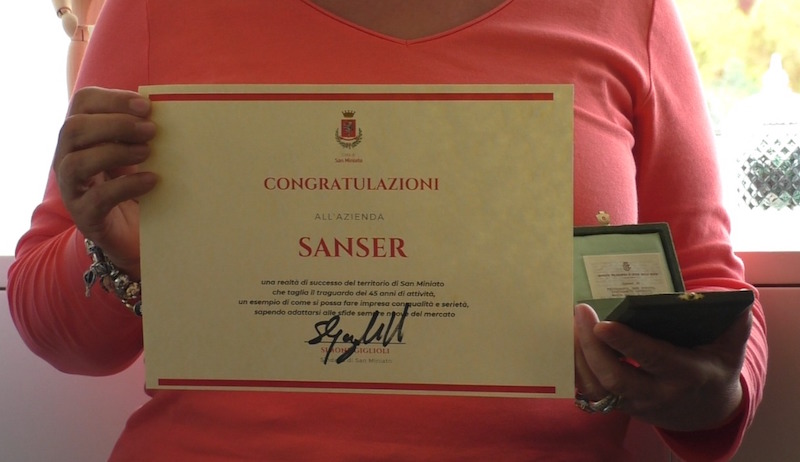 Città di
San Miniato
CONGRATULAZIONI
ALL'AZIENDA
SANSER
una realtà di successo del territorio di San Miniato
che taglia il traguardo dei 45 anni di attività,
un esempio di come si possa fare impresa con qualità e serietà,
sapendo adattarsi alle sfide sempre nuove del mercato
SIMONE GIGLIOLI
Sindaco di San Miniato